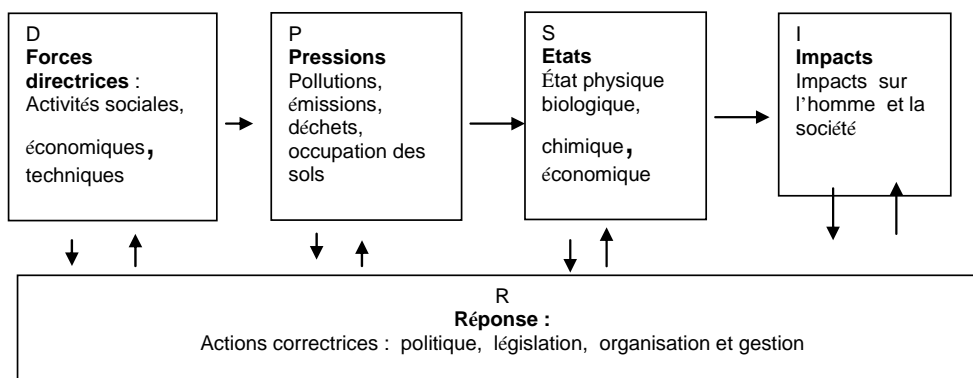 D
Forces
directrices :
Activités sociales,
économiques,
techniques
P
Pressions
Pollutions,
émissions,
déchets,
occupation des
sols
S
Etats
État physique
biologique,
chimique,
économique
I
Impacts
Impacts sur
l'homme et la
société
R
Réponse :
Actions correctrices : politique, législation, organisation et gestion